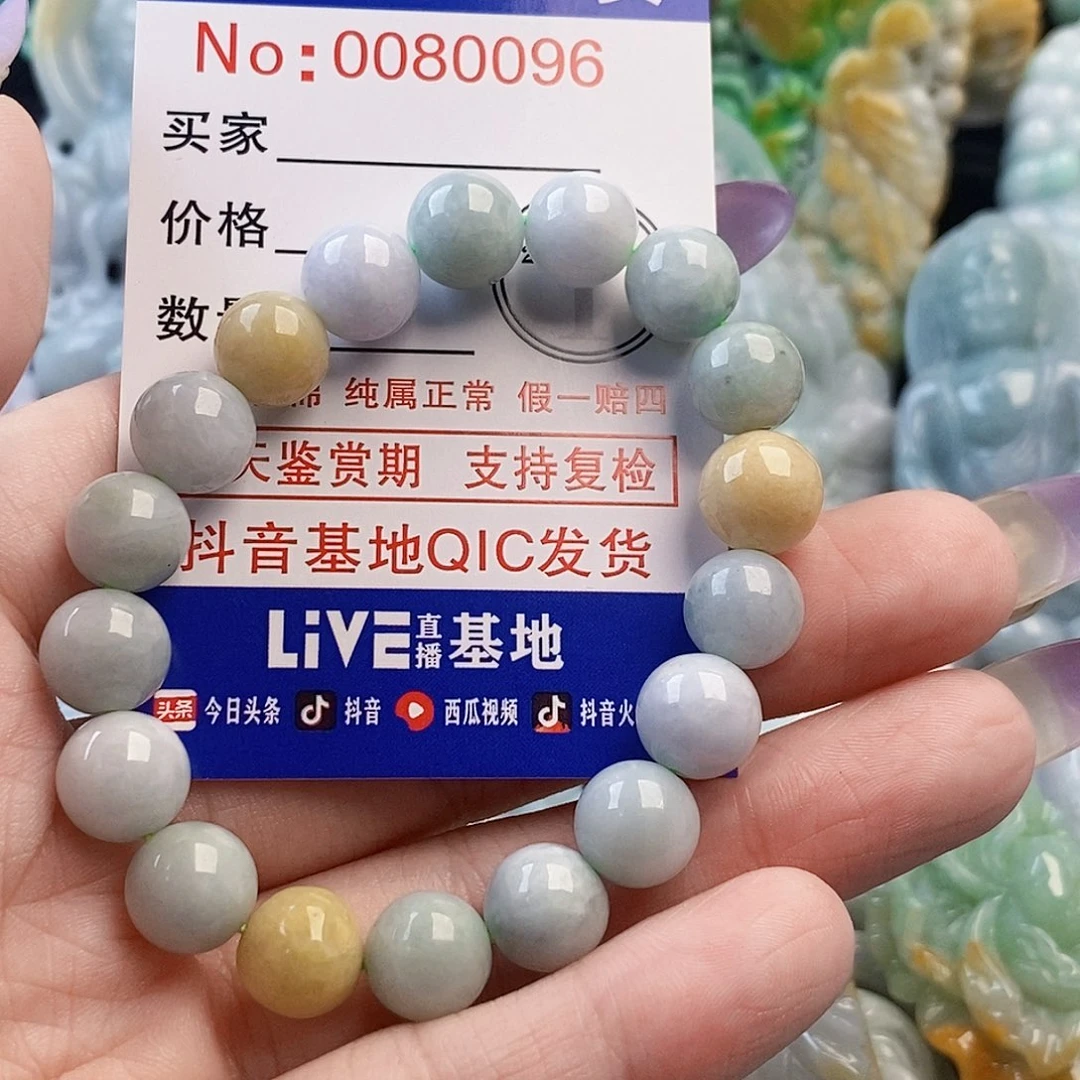 No:0080096
买家
价格
数
纯属正常 假一赔四
天鉴赏期 支持复检
抖音基地QIC发货
LiVE直播基地
头条 今日头条 抖音 西瓜视频 抖音火